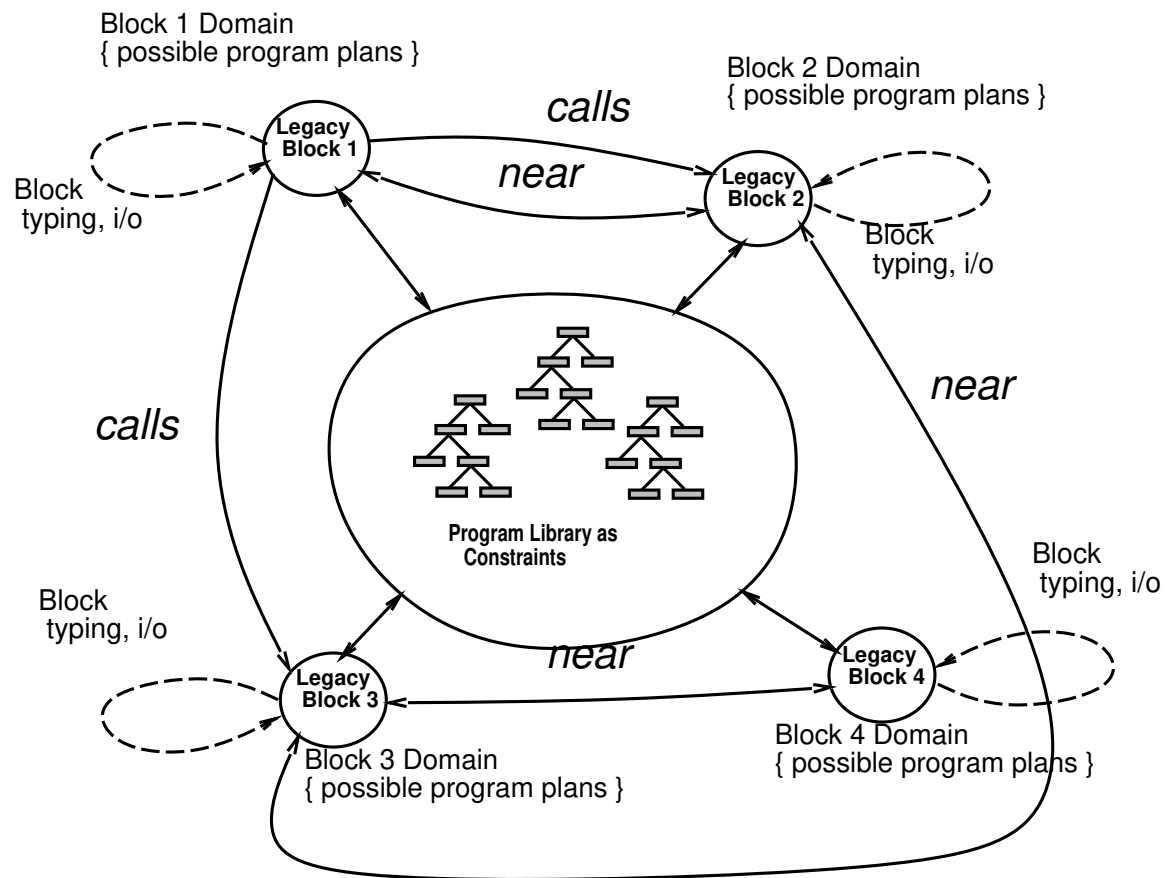 Block 1 Domain
{ possible program plans }
Block 2 Domain
{ possible program plans }
calls
Legacy
Block 1
near
Legacy
Block 2
Block
typing, i/o
Block
typing, i/o
near
calls
Program Library as
Constraints
Block
typing, i/o
Block
typing, i/o
near
Legacy
Block 3
Legacy
Block 4
Block 3 Domain
{ possible program plans }
Block 4 Domain
{ possible program plans }